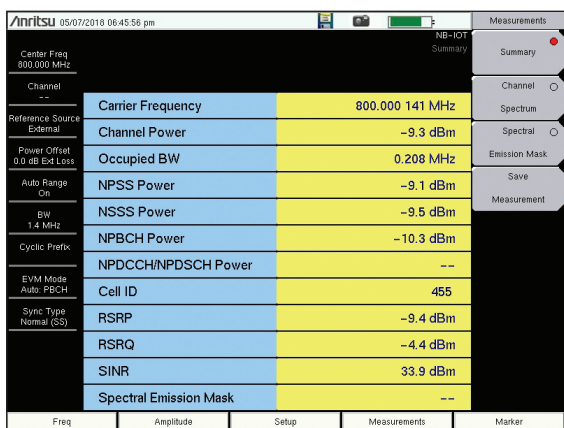 Anritsu 05/07/2018 06:45:56 pm
Measurements
NB-IOT
Summary
Center Freq
800.000 MHz
Channel
--
Reference Source
External
Power Offset
0.0 dB Ext Loss
Auto Range
On
BW
1.4 MHz
Cyclic Prefix
EVM Mode
Auto: PBCH
Sync Type
Normal (SS)
Carrier Frequency 800.000 141 MHz
Channel Power -9.3 dBm
Occupied BW 0.208 MHz
NPSS Power -9.1 dBm
NSSS Power -9.5 dBm
NPBCH Power -10.3 dBm
NPDCCH/NPDSCH Power --
Cell ID 455
RSRP -9.4 dBm
RSRQ -4.4 dBm
SINR 33.9 dBm
Spectral Emission Mask --
Summary
Channel
Spectrum
Spectral
Emission Mask
Save
Measurement
Freq Amplitude Setup Measurements Marker